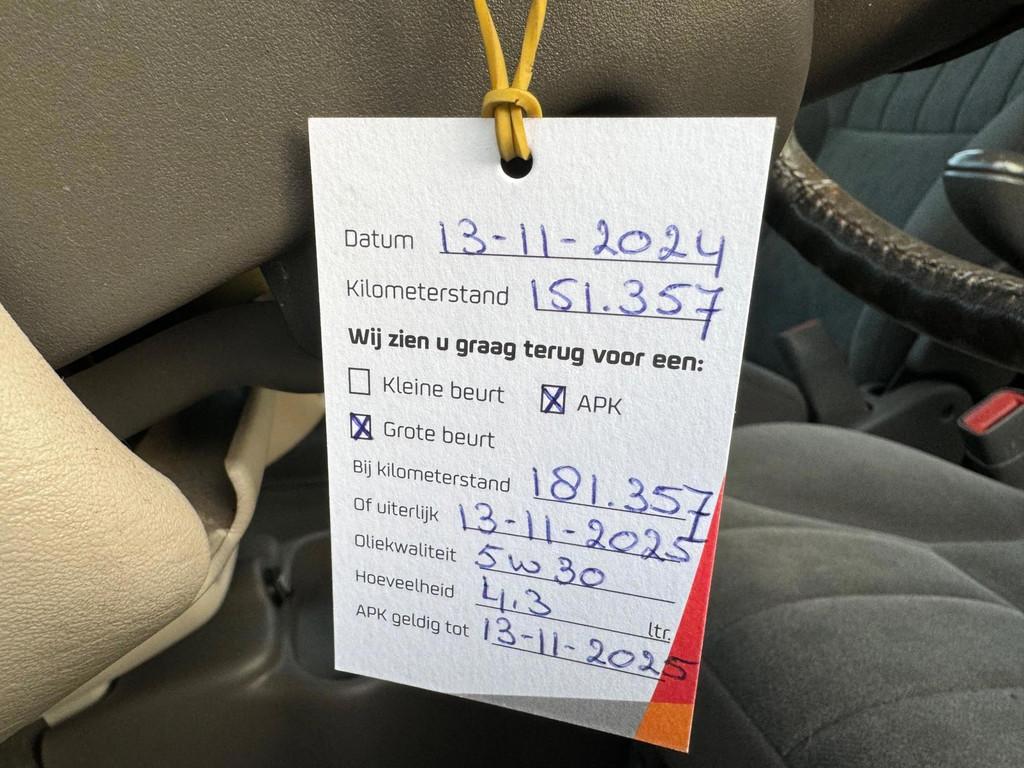 Datum 13-11-2024
Kilometerstand 151.357
Wij zien u graag terug voor een:
Kleine beurt APK
Grote beurt
Bij kilometerstand 181.357
Of uiterlijk 13-11-2025
Oliekwaliteit 5w30
Hoeveelheid 4.3 ltr.
APK geldig tot 13-11-2025